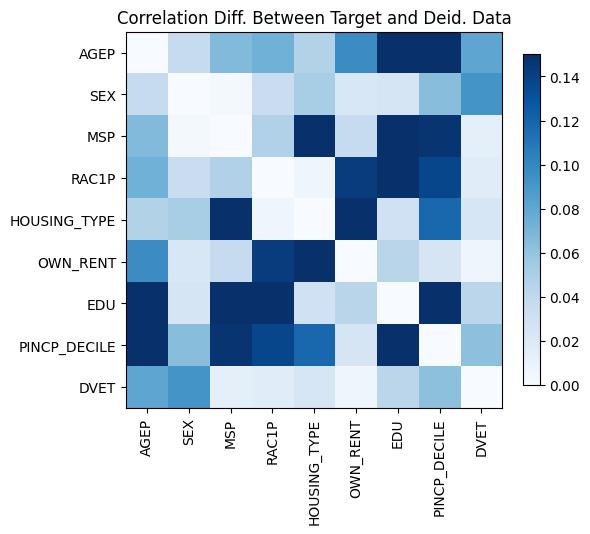 Correlation Diff. Between Target and Deid. Data
AGEP
SEX
MSP
RAC1P
HOUSING_TYPE
OWN_RENT
EDU
PINCP_DECILE
DVET
AGEP
SEX
MSP
RAC1P
HOUSING_TYPE
OWN_RENT
EDU
PINCP_DECILE
DVET
0.14
0.12
0.10
0.08
0.06
0.04
0.02
0.00